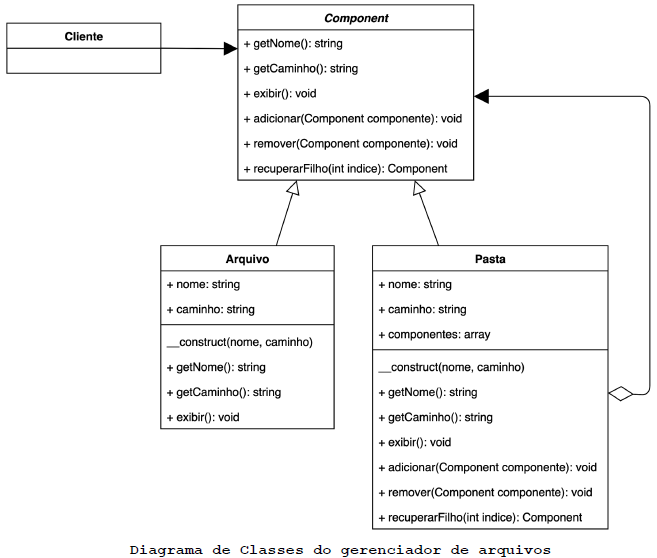 Cliente
Component
+ getNome(): string
+ getCaminho(): string
+ exibir(): void
+ adicionar(Component componente): void
+ remover(Component componente): void
+ recuperarFilho(int indice): Component
Arquivo
+ nome: string
+ caminho: string
__construct(nome, caminho)
+ getNome(): string
+ getCaminho(): string
+ exibir(): void
Pasta
+ nome: string
+ caminho: string
+ componentes: array
__construct(nome, caminho)
+ getNome(): string
+ getCaminho(): string
+ exibir(): void
+ adicionar(Component componente): void
+ remover(Component componente): void
+ recuperarFilho(int indice): Component
Diagrama de Classes do gerenciador de arquivos